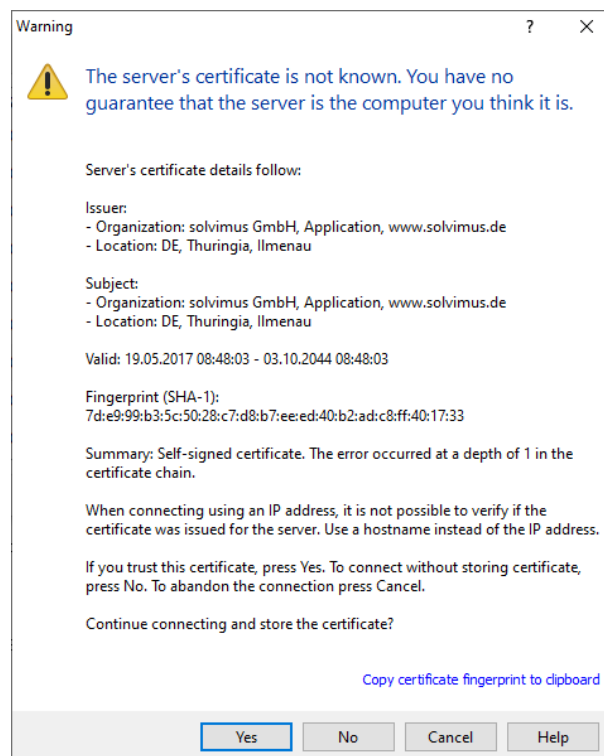 Warning
?
The server's certificate is not known. You have no
guarantee that the server is the computer you think it is.
Server's certificate details follow:
Issuer:
- Organization: solvimus GmbH, Application, www.solvimus.de
- Location: DE, Thuringia, Ilmenau
Subject:
- Organization: solvimus GmbH, Application, www.solvimus.de
- Location: DE, Thuringia, Ilmenau
Valid: 19.05.2017 08:48:03 - 03.10.2044 08:48:03
Fingerprint (SHA-1):
7d:e9:99:b3:5c:50:28:c7:d8:b7:ee:ed:40:b2:ad:c8:ff:40:17:33
Summary: Self-signed certificate. The error occurred at a depth of 1 in the
certificate chain.
When connecting using an IP address, it is not possible to verify if the
certificate was issued for the server. Use a hostname instead of the IP address.
If you trust this certificate, press Yes. To connect without storing certificate,
press No. To abandon the connection press Cancel.
Continue connecting and store the certificate?
Copy certificate fingerprint to clipboard
Yes
No
Cancel
Help